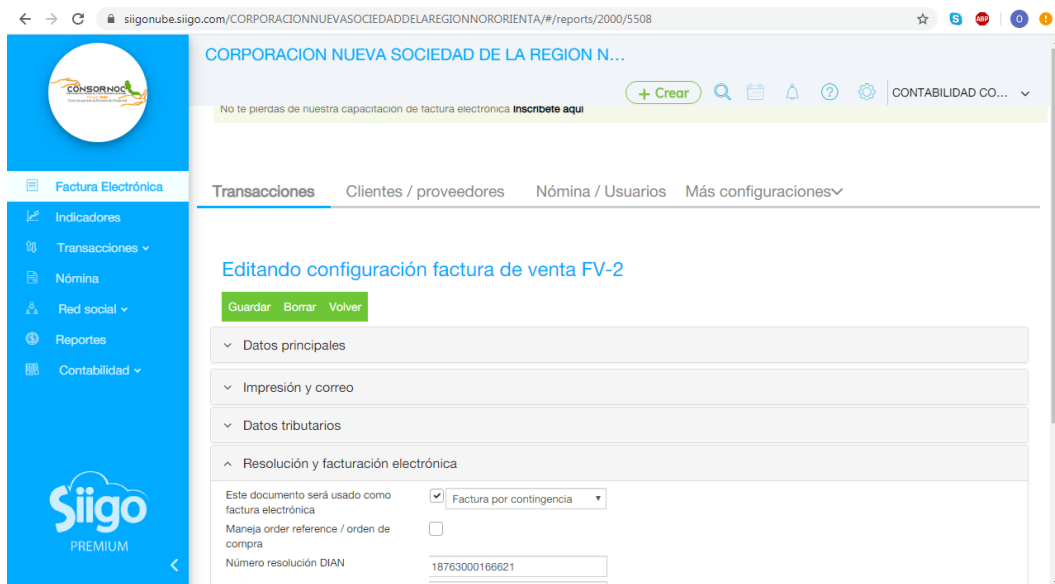 siigonube.siigo.com/CORPORACIONNUEVASOCIEDADDELAREGIONNORORIENTA/#/reports/2000/5508
ABP
O
CORPORACION NUEVA SOCIEDAD DE LA REGION N...
CONSORNOC
+ Crear
CONTABILIDAD CO...
No te pierdas de nuestra capacitación de factura electrónica Inscríbete aquí
Factura Electrónica
Indicadores
Transacciones
Nómina
Red social
Reportes
Contabilidad
Siigo
PREMIUM
Transacciones Clientes / proveedores Nómina / Usuarios Más configuraciones
Editando configuración factura de venta FV-2
Guardar Borrar Volver
Datos principales
Impresión y correo
Datos tributarios
Resolución y facturación electrónica
Este documento será usado como
factura electrónica
Factura por contingencia
Maneja order reference / orden de
compra
Número resolución DIAN
18763000166621